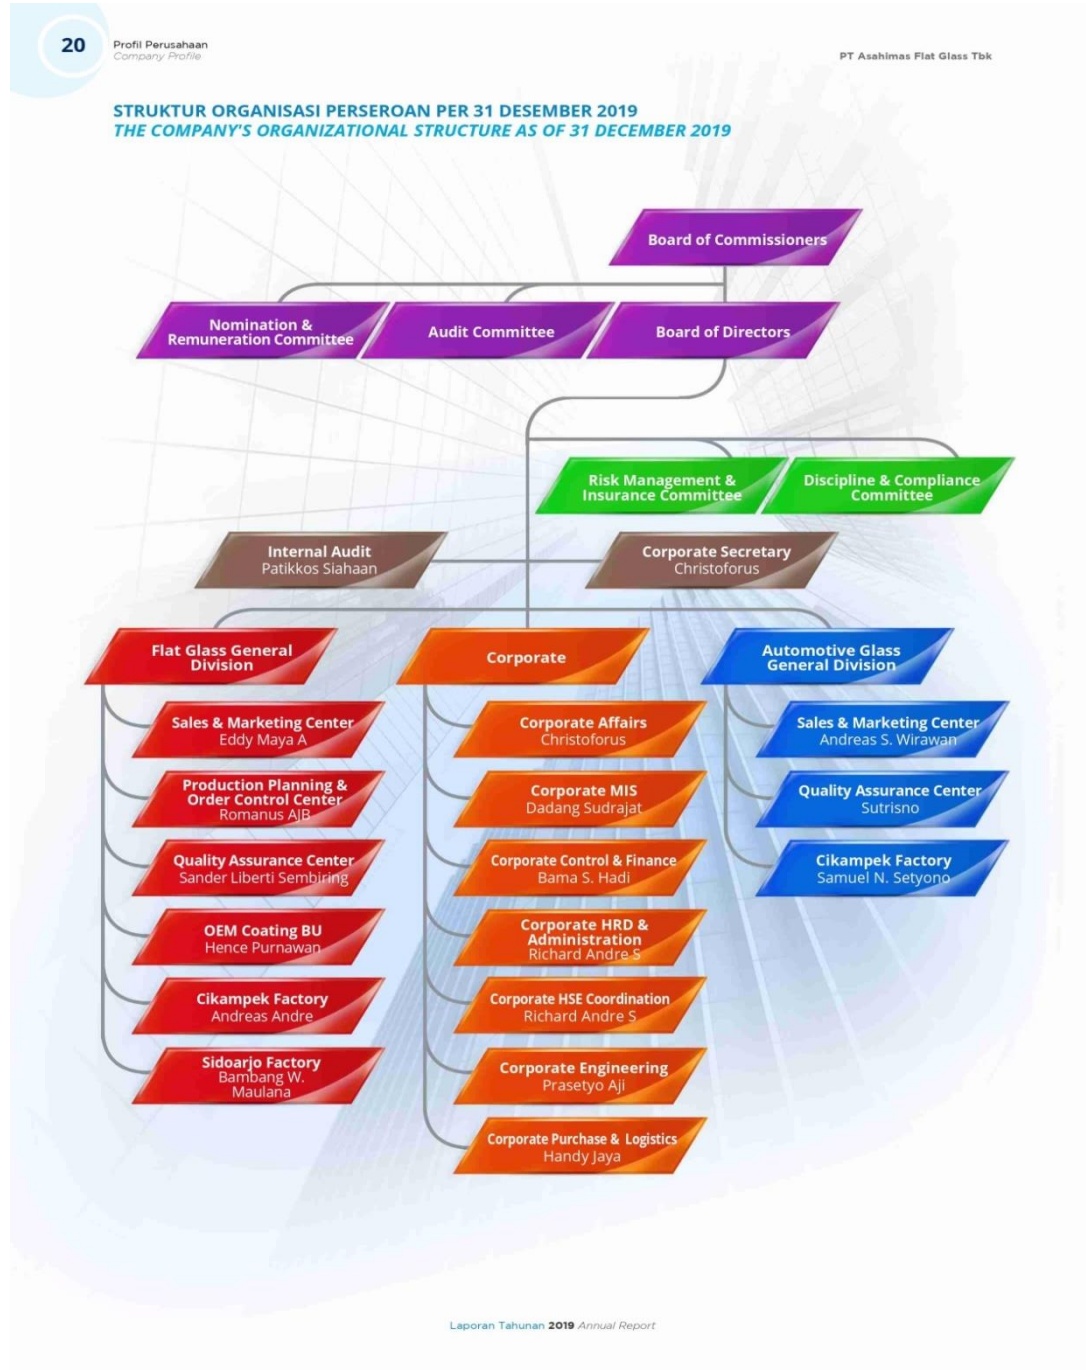 20
Profil Perusahaan
Company Profile
PT Asahimas Flat Glass Tbk
STRUKTUR ORGANISASI PERSEROAN PER 31 DESEMBER 2019
THE COMPANY'S ORGANIZATIONAL STRUCTURE AS OF 31 DECEMBER 2019
Board of Commissioners
Nomination &
Remuneration Committee
Audit Committee
Board of Directors
Risk Management &
Insurance Committee
Discipline & Compliance
Committee
Internal Audit
Patikkos Siahaan
Corporate Secretary
Christoforus
Flat Glass General
Division
Sales & Marketing Center
Eddy Maya A
Production Planning &
Order Control Center
Romanus AJB
Quality Assurance Center
Sander Liberti Sembiring
OEM Coating BU
Hence Purnawan
Cikampek Factory
Andreas Andre
Sidoarjo Factory
Bambang W.
Maulana
Corporate
Corporate Affairs
Christoforus
Corporate MIS
Dadang Sudrajat
Corporate Control & Finance
Bama S. Hadi
Corporate HRD &
Administration
Richard Andre S
Corporate HSE Coordination
Richard Andre S
Corporate Engineering
Prasetyo Aji
Corporate Purchase & Logistics
Handy Jaya
Automotive Glass
General Division
Sales & Marketing Center
Andreas S. Wirawan
Quality Assurance Center
Sutrisno
Cikampek Factory
Samuel N. Setyono
Laporan Tahunan 2019 Annual Report